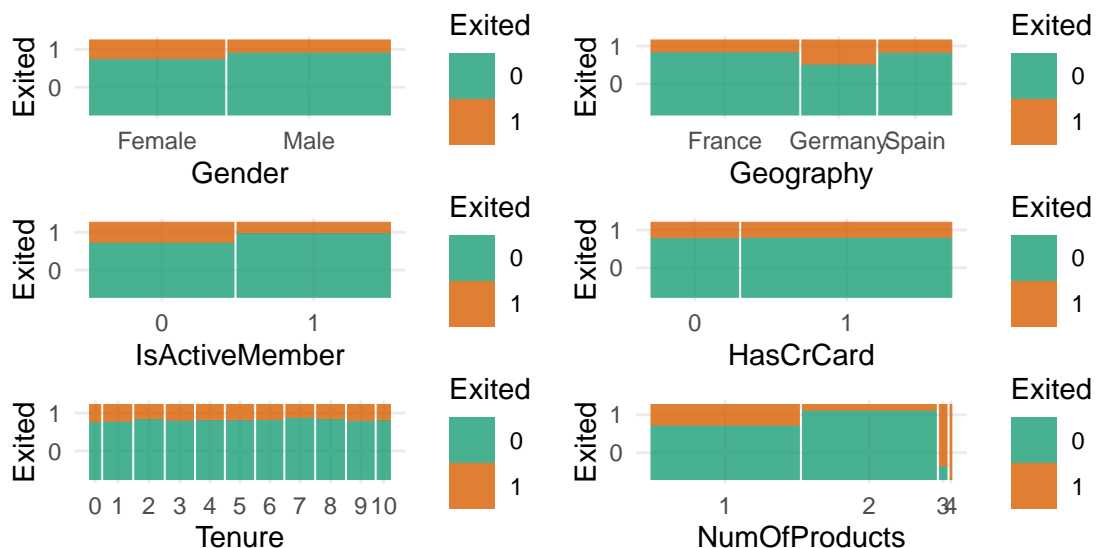 Exited
1
0
Female Male
Gender
Exited
0
1
Exited
1
0
France Germany Spain
Geography
Exited
0
1
Exited
1
0
0 1
IsActiveMember
Exited
0
1
Exited
1
0
0 1
HasCrCard
Exited
0
1
Exited
1
0
0 1 2 3 4 5 6 7 8 9 10
Tenure
Exited
0
1
Exited
1
0
1 2 3 4
NumOfProducts
Exited
0
1